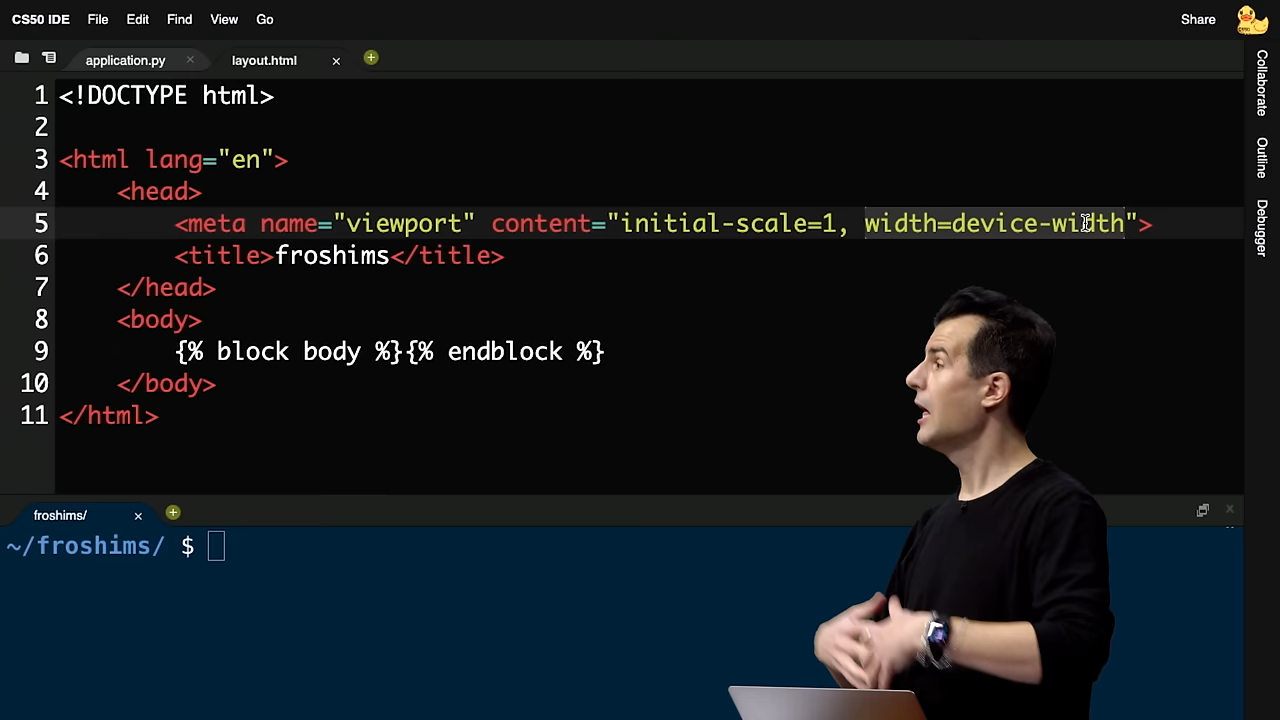 CS50 IDE File Edit Find View Go Share
application.py layout.html
1 <!DOCTYPE html>
2
3 <html lang="en">
4     <head>
5         <meta name="viewport" content="initial-scale=1, width=device-width">
6         <title>froshims</title>
7     </head>
8     <body>
9         {% block body %}{% endblock %}
10     </body>
11 </html>
froshims/
~/froshims/ $
Collaborate
Outline
Debugger